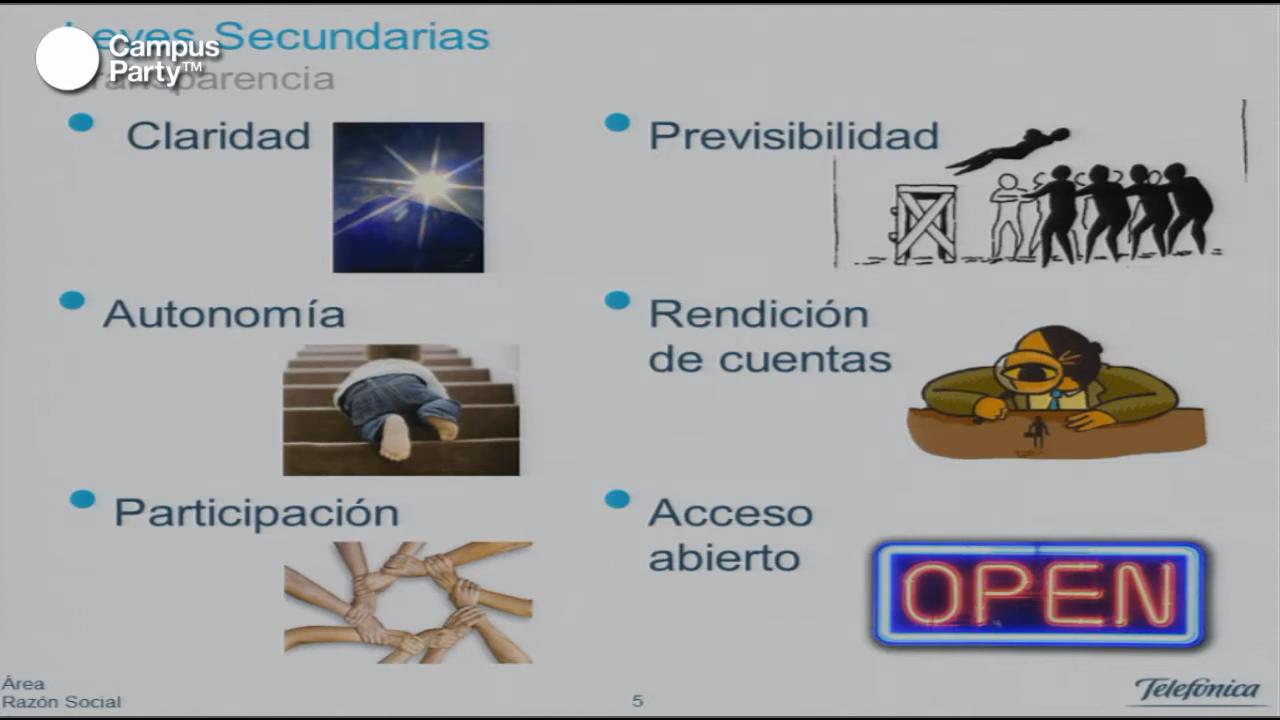 Leyes Secundarias
Campus
Party™
Transparencia
Claridad
Previsibilidad
Autonomía
Rendición
de cuentas
Participación
Acceso
abierto
OPEN
Área
Razón Social
5
Telefónica